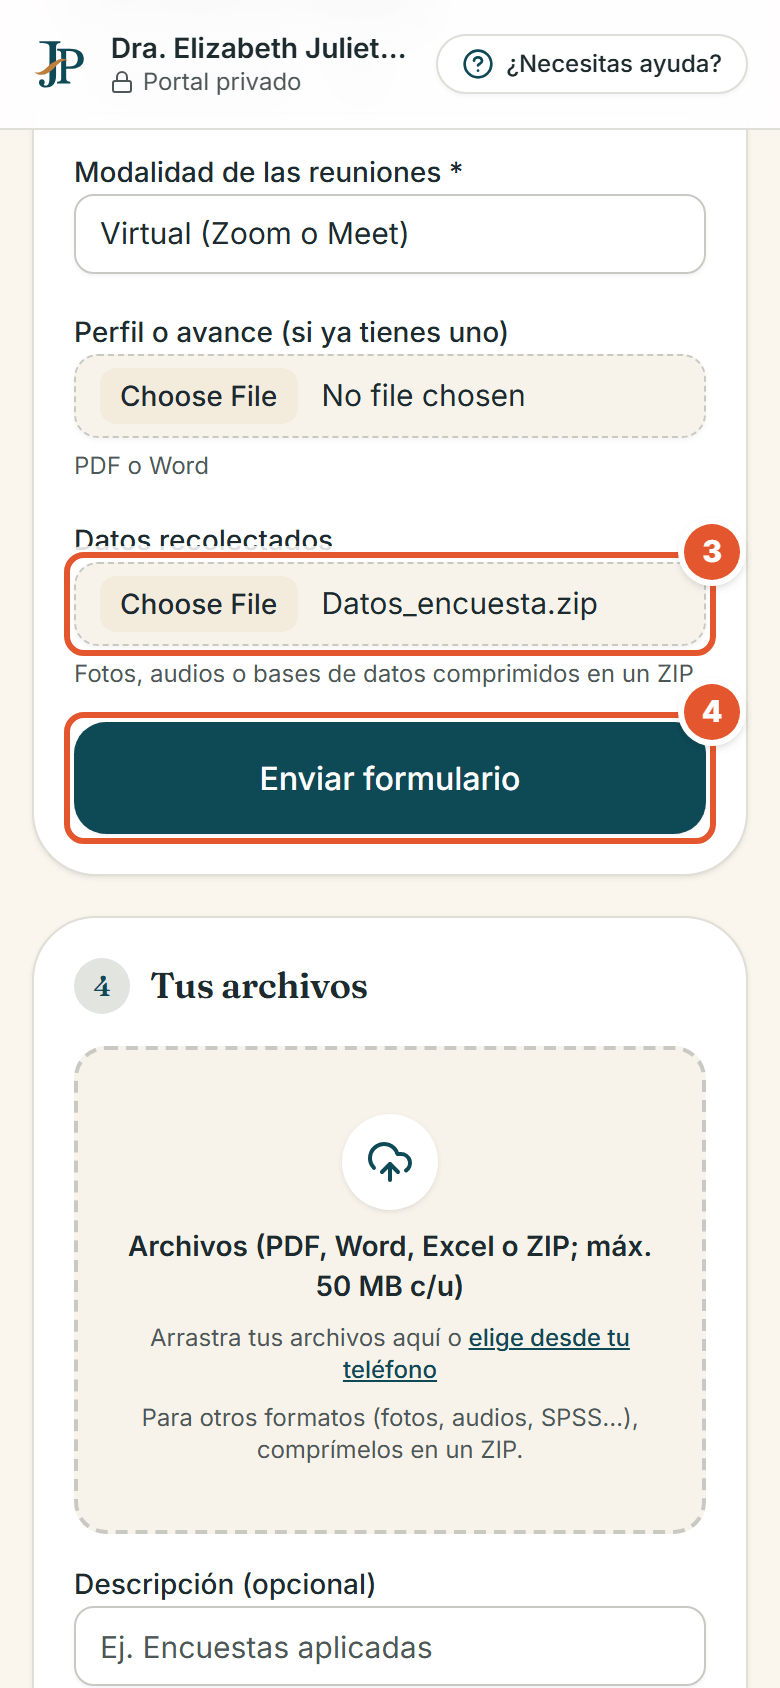 JP
Dra. Elizabeth Juliet...
Portal privado
¿Necesitas ayuda?
Modalidad de las reuniones *
Virtual (Zoom o Meet)
Perfil o avance (si ya tienes uno)
Choose File No file chosen
PDF o Word
Datos recolectados
3
Choose File Datos_encuesta.zip
Fotos, audios o bases de datos comprimidos en un ZIP
4
Enviar formulario
4 Tus archivos
Archivos (PDF, Word, Excel o ZIP; máx.
50 MB c/u)
Arrastra tus archivos aquí o elige desde tu
teléfono
Para otros formatos (fotos, audios, SPSS...),
comprímelos en un ZIP.
Descripción (opcional)
Ej. Encuestas aplicadas